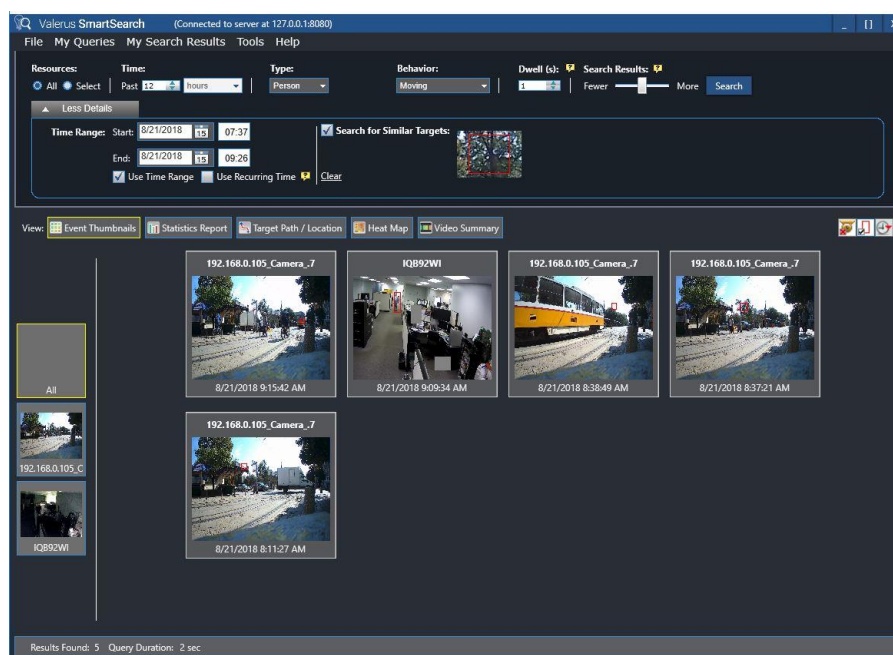 Valerus SmartSearch (Connected to server at 127.0.0.1:8080)
File My Queries My Search Results Tools Help
Resources: Time: Type: Behavior: Dwell (s): Search Results:
All Select Past 12 hours Person Moving 1 Fewer More Search
Less Details
Time Range: Start: 8/21/2018 15 07:37 Search for Similar Targets:
End: 8/21/2018 15 09:26
Use Time Range Use Recurring Time Clear
View: Event Thumbnails Statistics Report Target Path / Location Heat Map Video Summary
192.168.0.105_Camera_.7 IQB92WI 192.168.0.105_Camera_.7 192.168.0.105_Camera_.7
8/21/2018 9:15:42 AM 8/21/2018 9:09:34 AM 8/21/2018 8:38:49 AM 8/21/2018 8:37:21 AM
All
192.168.0.105_Camera_.7
192.168.0.105_C
IQB92WI
8/21/2018 8:11:27 AM
Results Found: 5 Query Duration: 2 sec